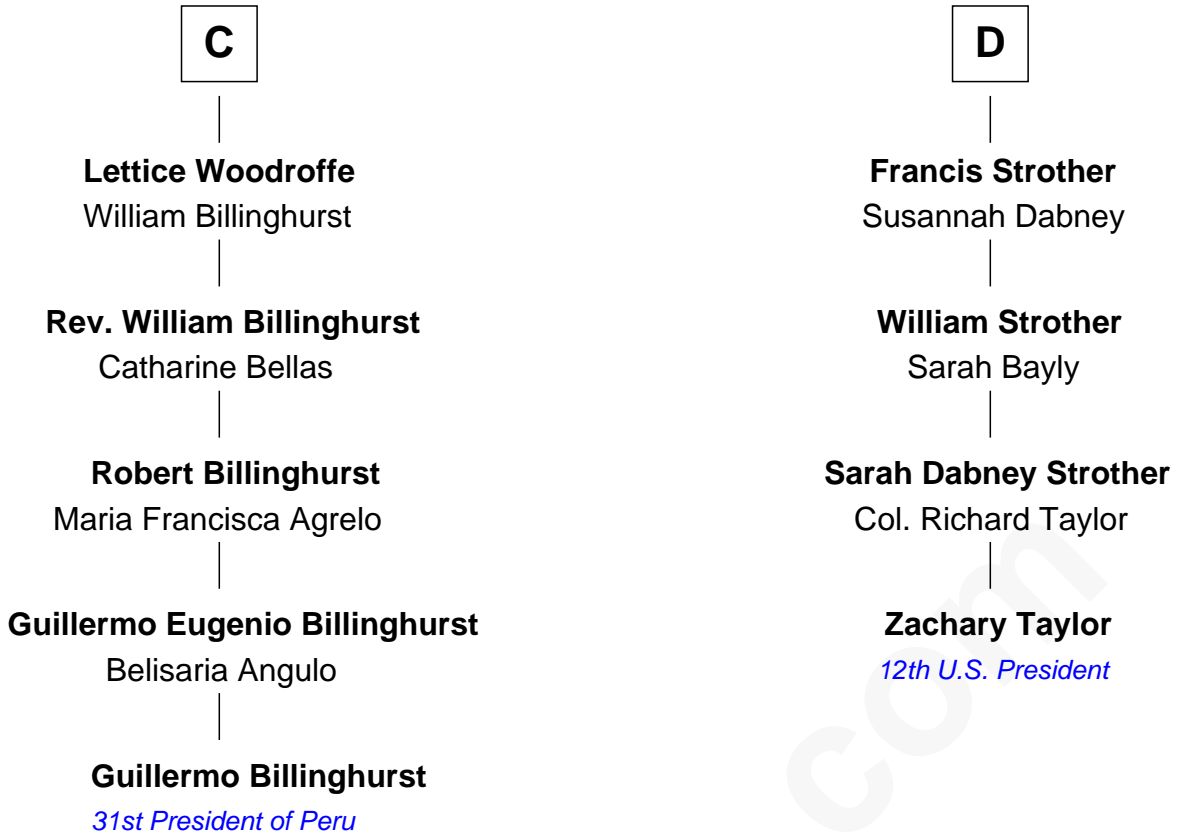 C
Lettice Woodroffe
William Billinghurst
Rev. William Billinghurst
Catharine Bellas
Robert Billinghurst
Maria Francisca Agrelo
Guillermo Eugenio Billinghurst
Belisaria Angulo
Guillermo Billinghurst
31st President of Peru
D
Francis Strother
Susannah Dabney
William Strother
Sarah Bayly
Sarah Dabney Strother
Col. Richard Taylor
Zachary Taylor
12th U.S. President
com